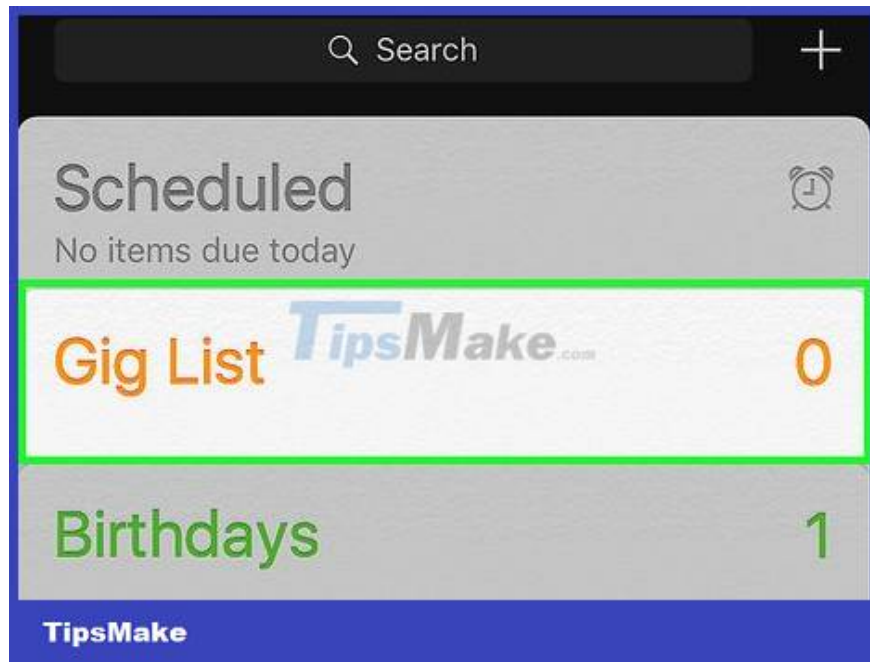 Search
Scheduled
No items due today
TipsMake.com
Gig List 0
Birthdays 1
TipsMake